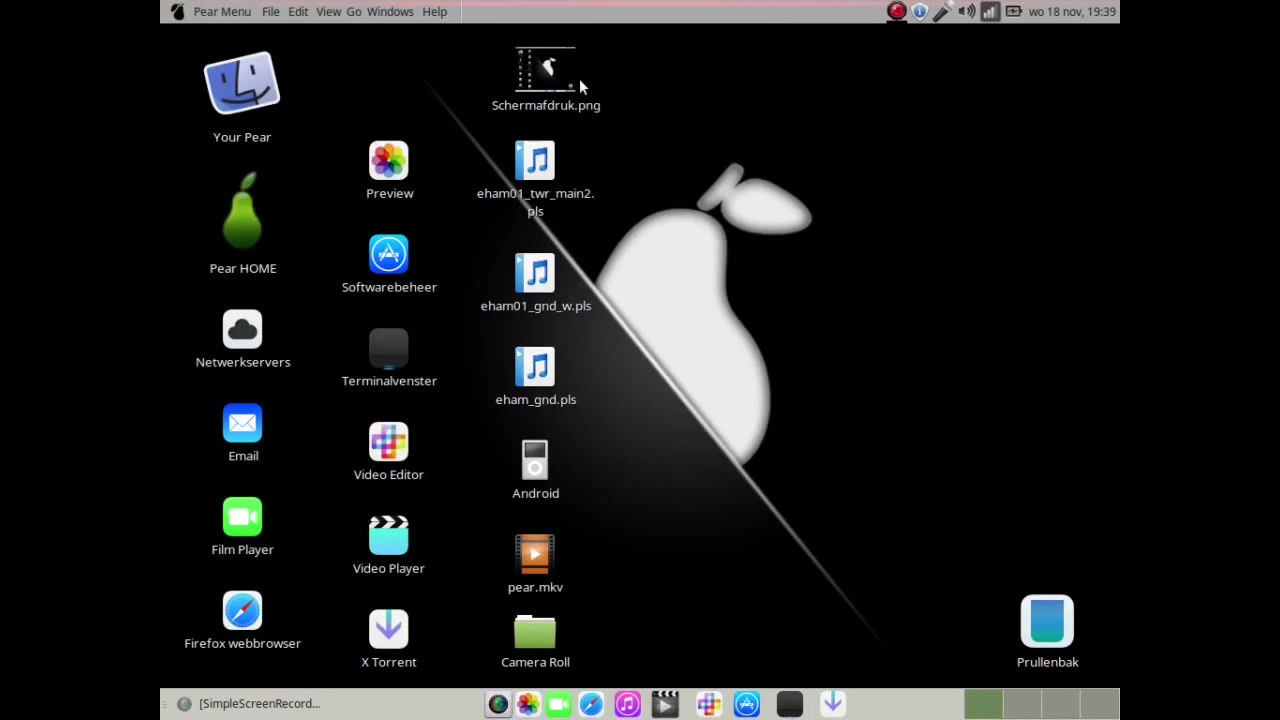 Pear Menu File Edit View Go Windows Help wo 18 nov, 19:39
Your Pear
Pear HOME
Netwerkservers
Email
Film Player
Firefox webbrowser
Preview
Softwarebeheer
Terminalvenster
Video Editor
Video Player
X Torrent
Schermafdruk.png
eham01_twr_main2.
pls
eham01_gnd_w.pls
eham_gnd.pls
Android
pear.mkv
Camera Roll
Prullenbak
[SimpleScreenRecord...